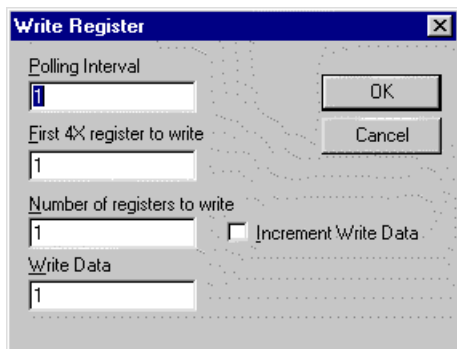 Write Register
Polling Interval
1
OK
First 4X register to write
Cancel
1
Number of registers to write
1
Increment Write Data
Write Data
1